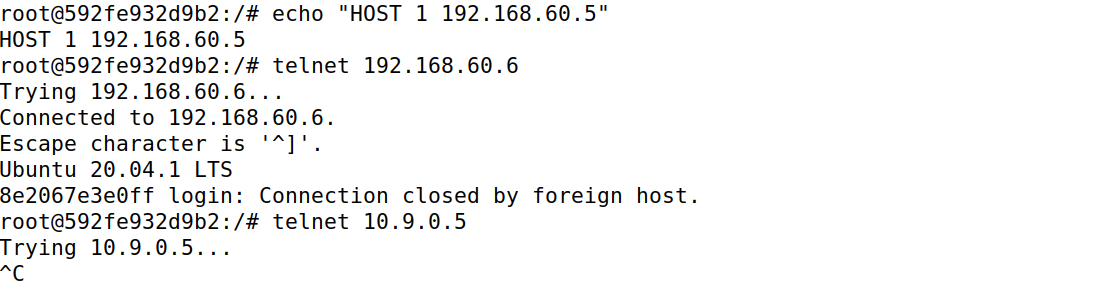 root@592fe932d9b2:/# echo "HOST 1 192.168.60.5"
HOST 1 192.168.60.5
root@592fe932d9b2:/# telnet 192.168.60.6
Trying 192.168.60.6...
Connected to 192.168.60.6.
Escape character is '^]'.
Ubuntu 20.04.1 LTS
8e2067e3e0ff login: Connection closed by foreign host.
root@592fe932d9b2:/# telnet 10.9.0.5
Trying 10.9.0.5...
^C